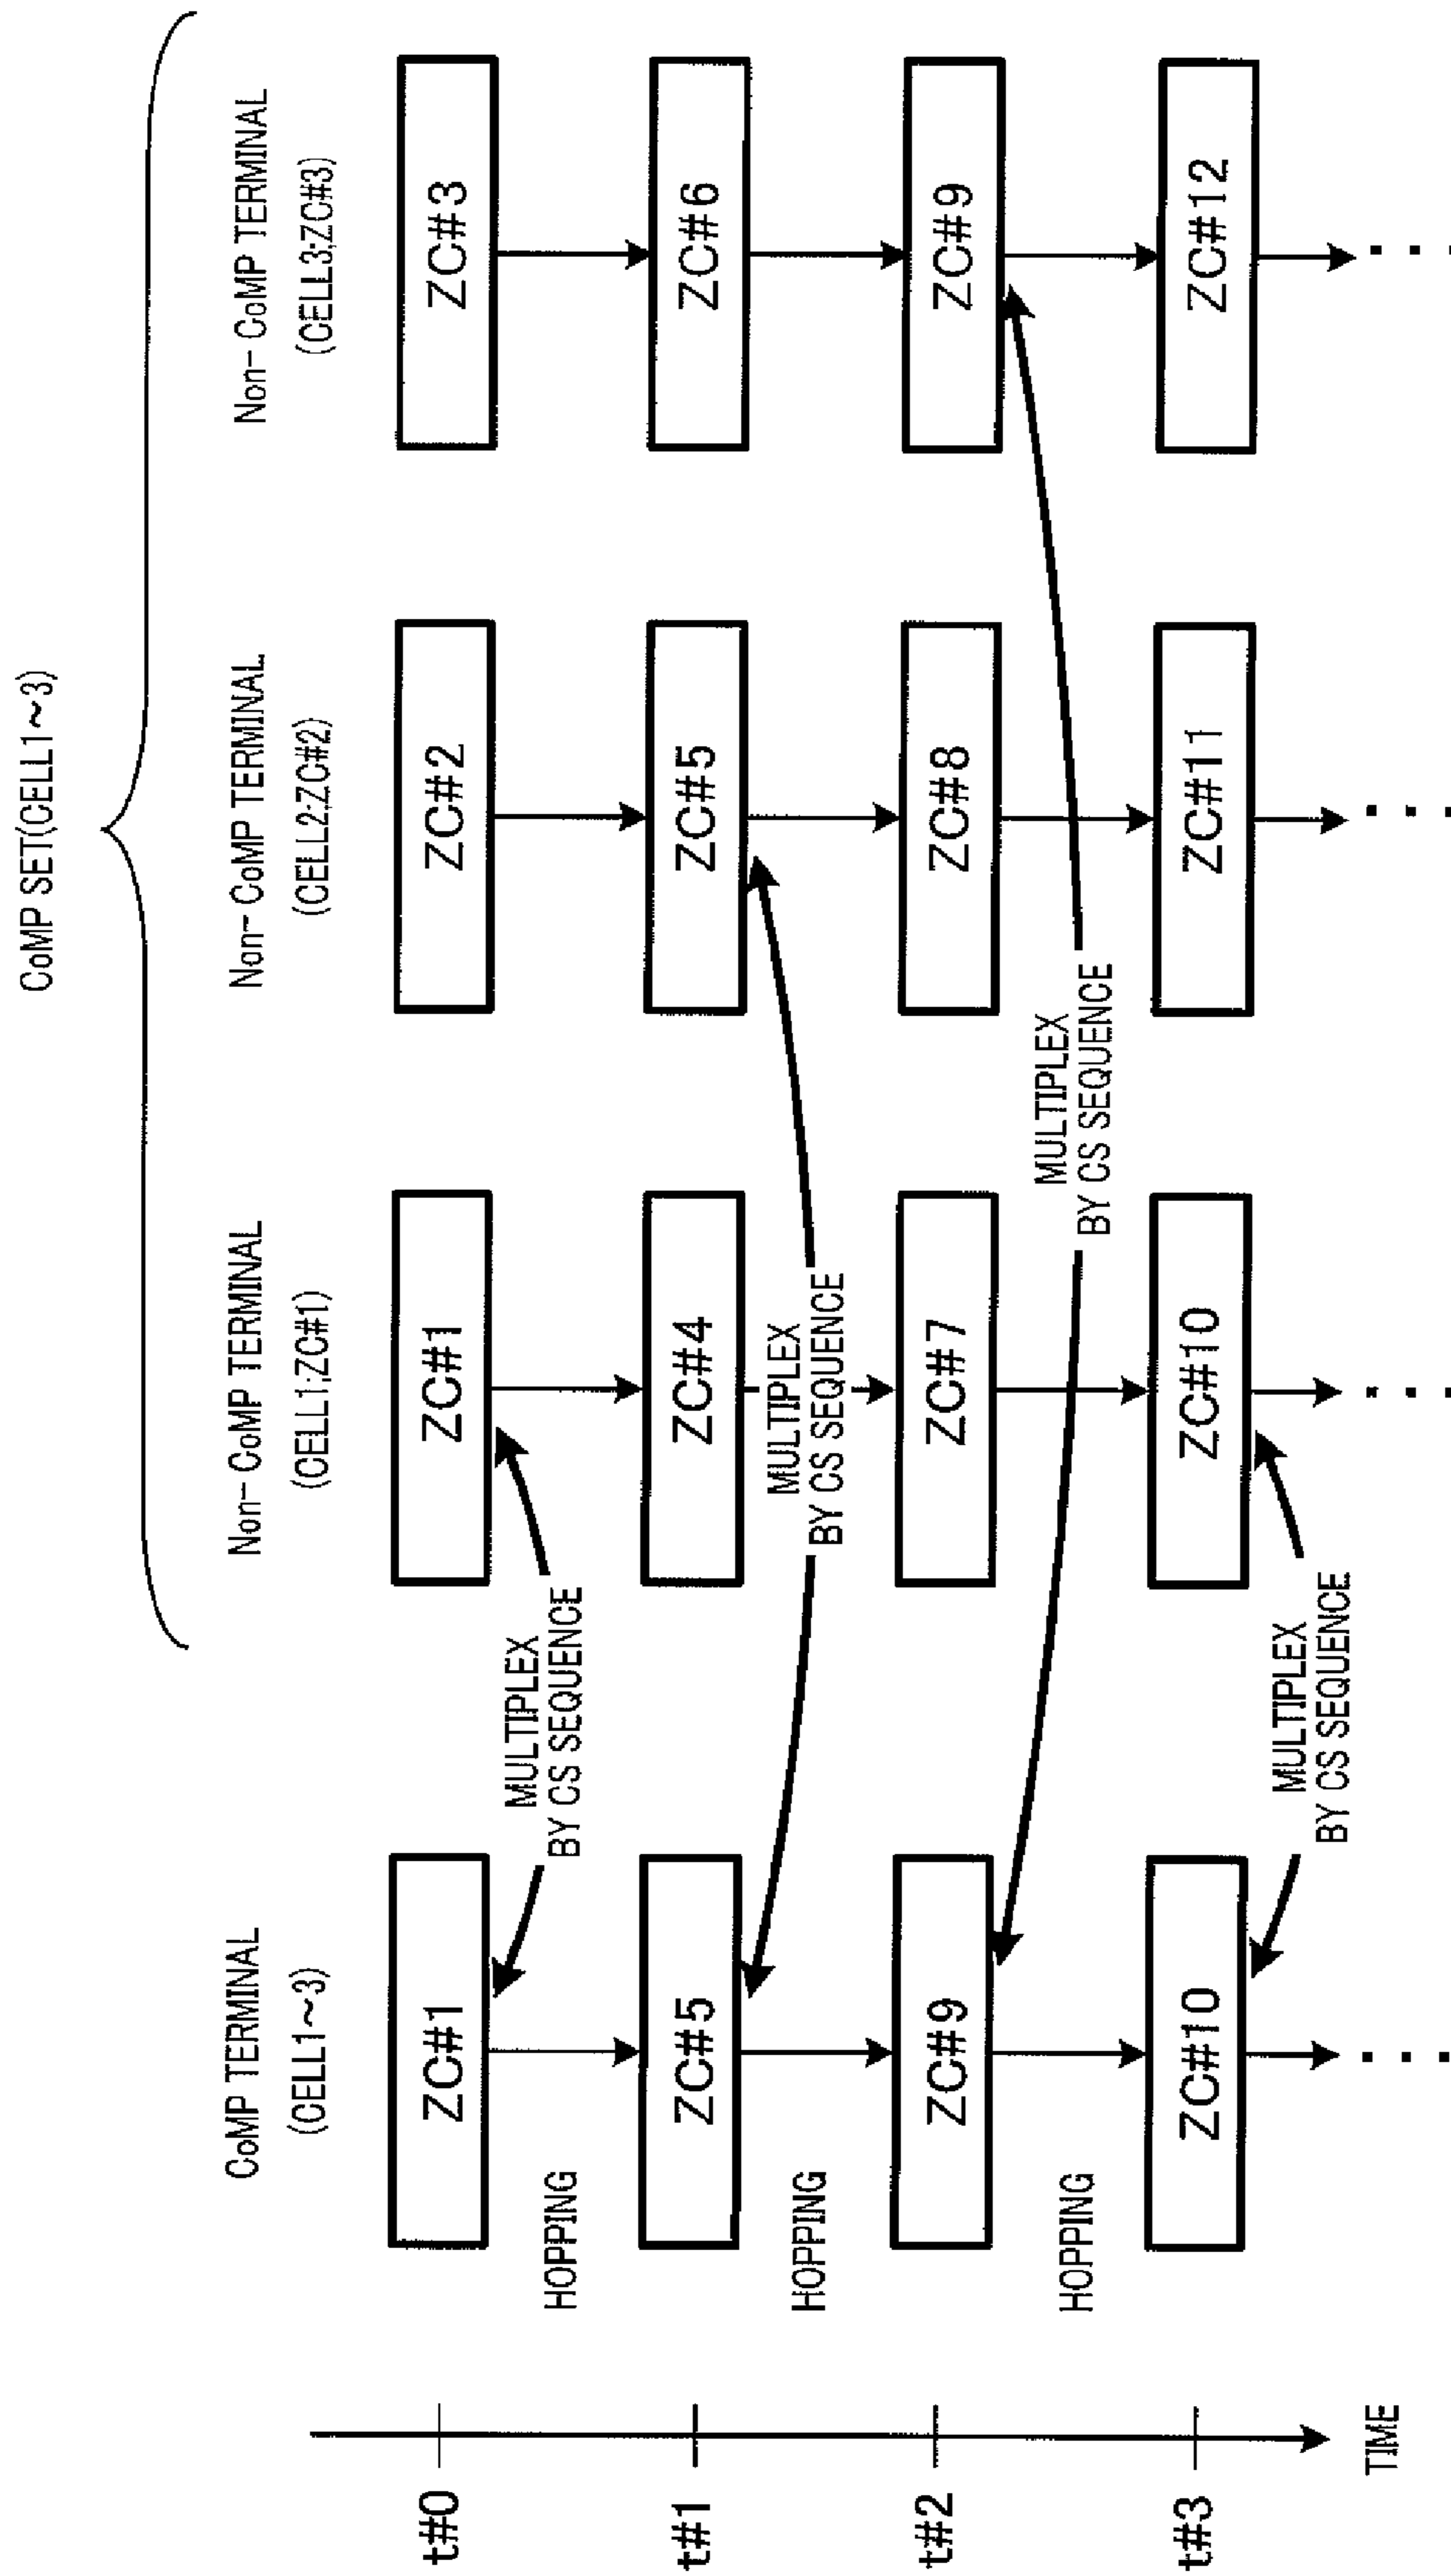 CoMP SET(CELL1~3)
CoMP TERMINAL
(CELL1~3)
Non- CoMP TERMINAL
(CELL1;ZC#1)
Non- CoMP TERMINAL
(CELL2;ZC#2)
Non- CoMP TERMINAL
(CELL3;ZC#3)
t#0
ZC#1
ZC#1
ZC#2
ZC#3
HOPPING
MULTIPLEX
BY CS SEQUENCE
t#1
ZC#5
ZC#4
ZC#5
ZC#6
HOPPING
MULTIPLEX
BY CS SEQUENCE
t#2
ZC#9
ZC#7
ZC#8
ZC#9
HOPPING
MULTIPLEX
BY CS SEQUENCE
t#3
ZC#10
ZC#10
ZC#11
ZC#12
MULTIPLEX
BY CS SEQUENCE
TIME